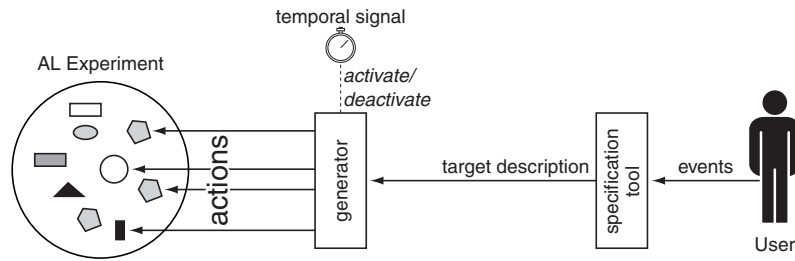 temporal signal
AL Experiment
activate/
deactivate
actions
generator
target description
specification
tool
events
User